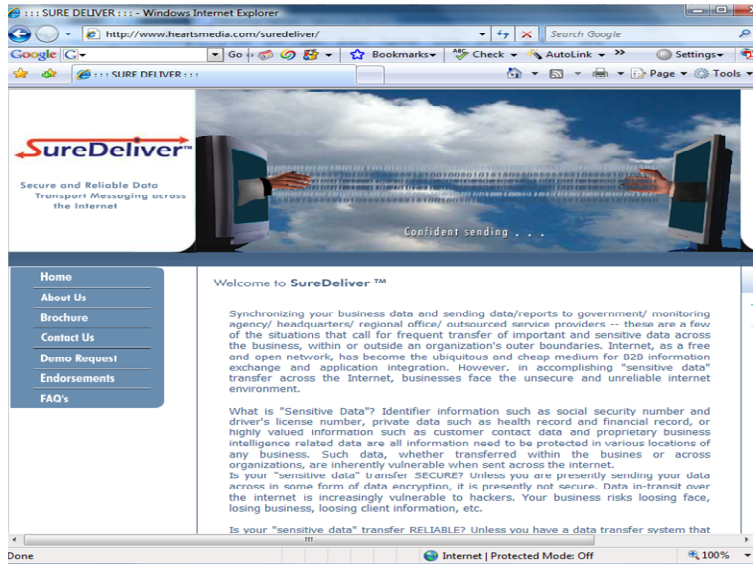 ::: SURE DELIVER ::: - Windows Internet Explorer
http://www.heartsmedia.com/suredeliver/
Search Google
Google
Go
Bookmarks
Check
AutoLink
Settings
::: SURE DELIVER :::
Page
Tools
SureDeliver™
Secure and Reliable Data
Transport Messaging across
the Internet
Confident sending . . .
Home
About Us
Brochure
Contact Us
Demo Request
Endorsements
FAQ's
Welcome to SureDeliver ™
Synchronizing your business data and sending data/reports to government/ monitoring
agency/ headquarters/ regional office/ outsourced service providers -- these are a few
of the situations that call for frequent transfer of important and sensitive data across
the business, within or outside an organization's outer boundaries. Internet, as a free
and open network, has become the ubiquitous and cheap medium for B2B information
exchange and application integration. However, in accomplishing "sensitive data"
transfer across the Internet, businesses face the unsecure and unreliable internet
environment.
What is "Sensitive Data"? Identifier information such as social security number and
driver's license number, private data such as health record and financial record, or
highly valued information such as customer contact data and proprietary business
intelligence related data are all information need to be protected in various locations of
any business. Such data, whether transferred within the busines or across
organizations, are inherently vulnerable when sent across the internet.
Is your "sensitive data" transfer SECURE? Unless you are presently sending your data
across in some form of data encryption, it is presently not secure. Data in-transit over
the internet is increasingly vulnerable to hackers. Your business risks loosing face,
losing business, loosing client information, etc.
Is your "sensitive data" transfer RELIABLE? Unless you have a data transfer system that
Done
Internet | Protected Mode: Off
100%